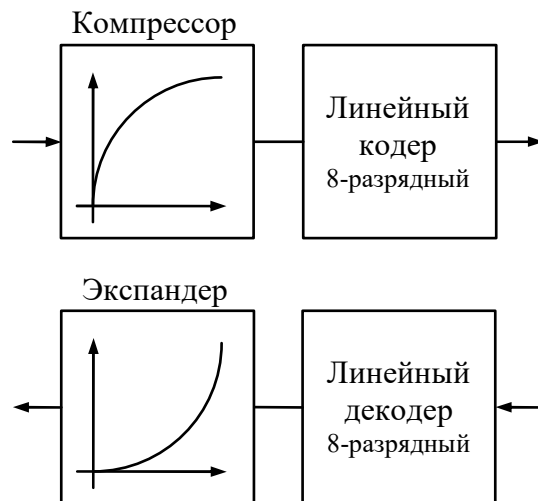 Компрессор
Линейный
кодер
8-разрядный
Экспандер
Линейный
декодер
8-разрядный